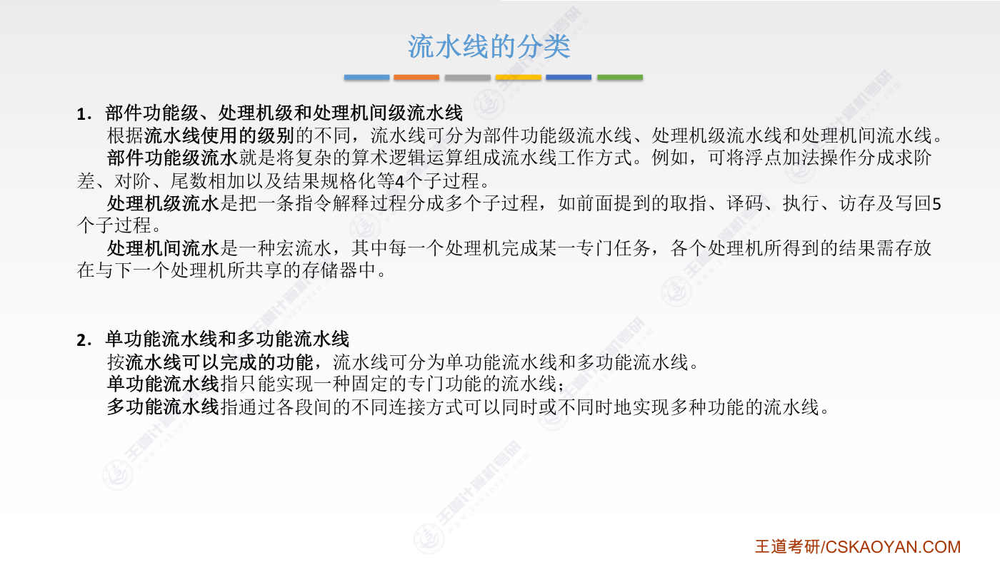 流水线的分类
1．部件功能级、处理机级和处理机间级流水线
根据流水线使用的级别的不同，流水线可分为部件功能级流水线、处理机级流水线和处理机间流水线。
部件功能级流水就是将复杂的算术逻辑运算组成流水线工作方式。例如，可将浮点加法操作分成求阶
差、对阶、尾数相加以及结果规格化等4个子过程。
处理机级流水是把一条指令解释过程分成多个子过程，如前面提到的取指、译码、执行、访存及写回5
个子过程。
处理机间流水是一种宏流水，其中每一个处理机完成某一专门任务，各个处理机所得到的结果需存放
在与下一个处理机所共享的存储器中。
2．单功能流水线和多功能流水线
按流水线可以完成的功能，流水线可分为单功能流水线和多功能流水线。
单功能流水线指只能实现一种固定的专门功能的流水线；
多功能流水线指通过各段间的不同连接方式可以同时或不同时地实现多种功能的流水线。
王道考研/CSKAOYAN.COM